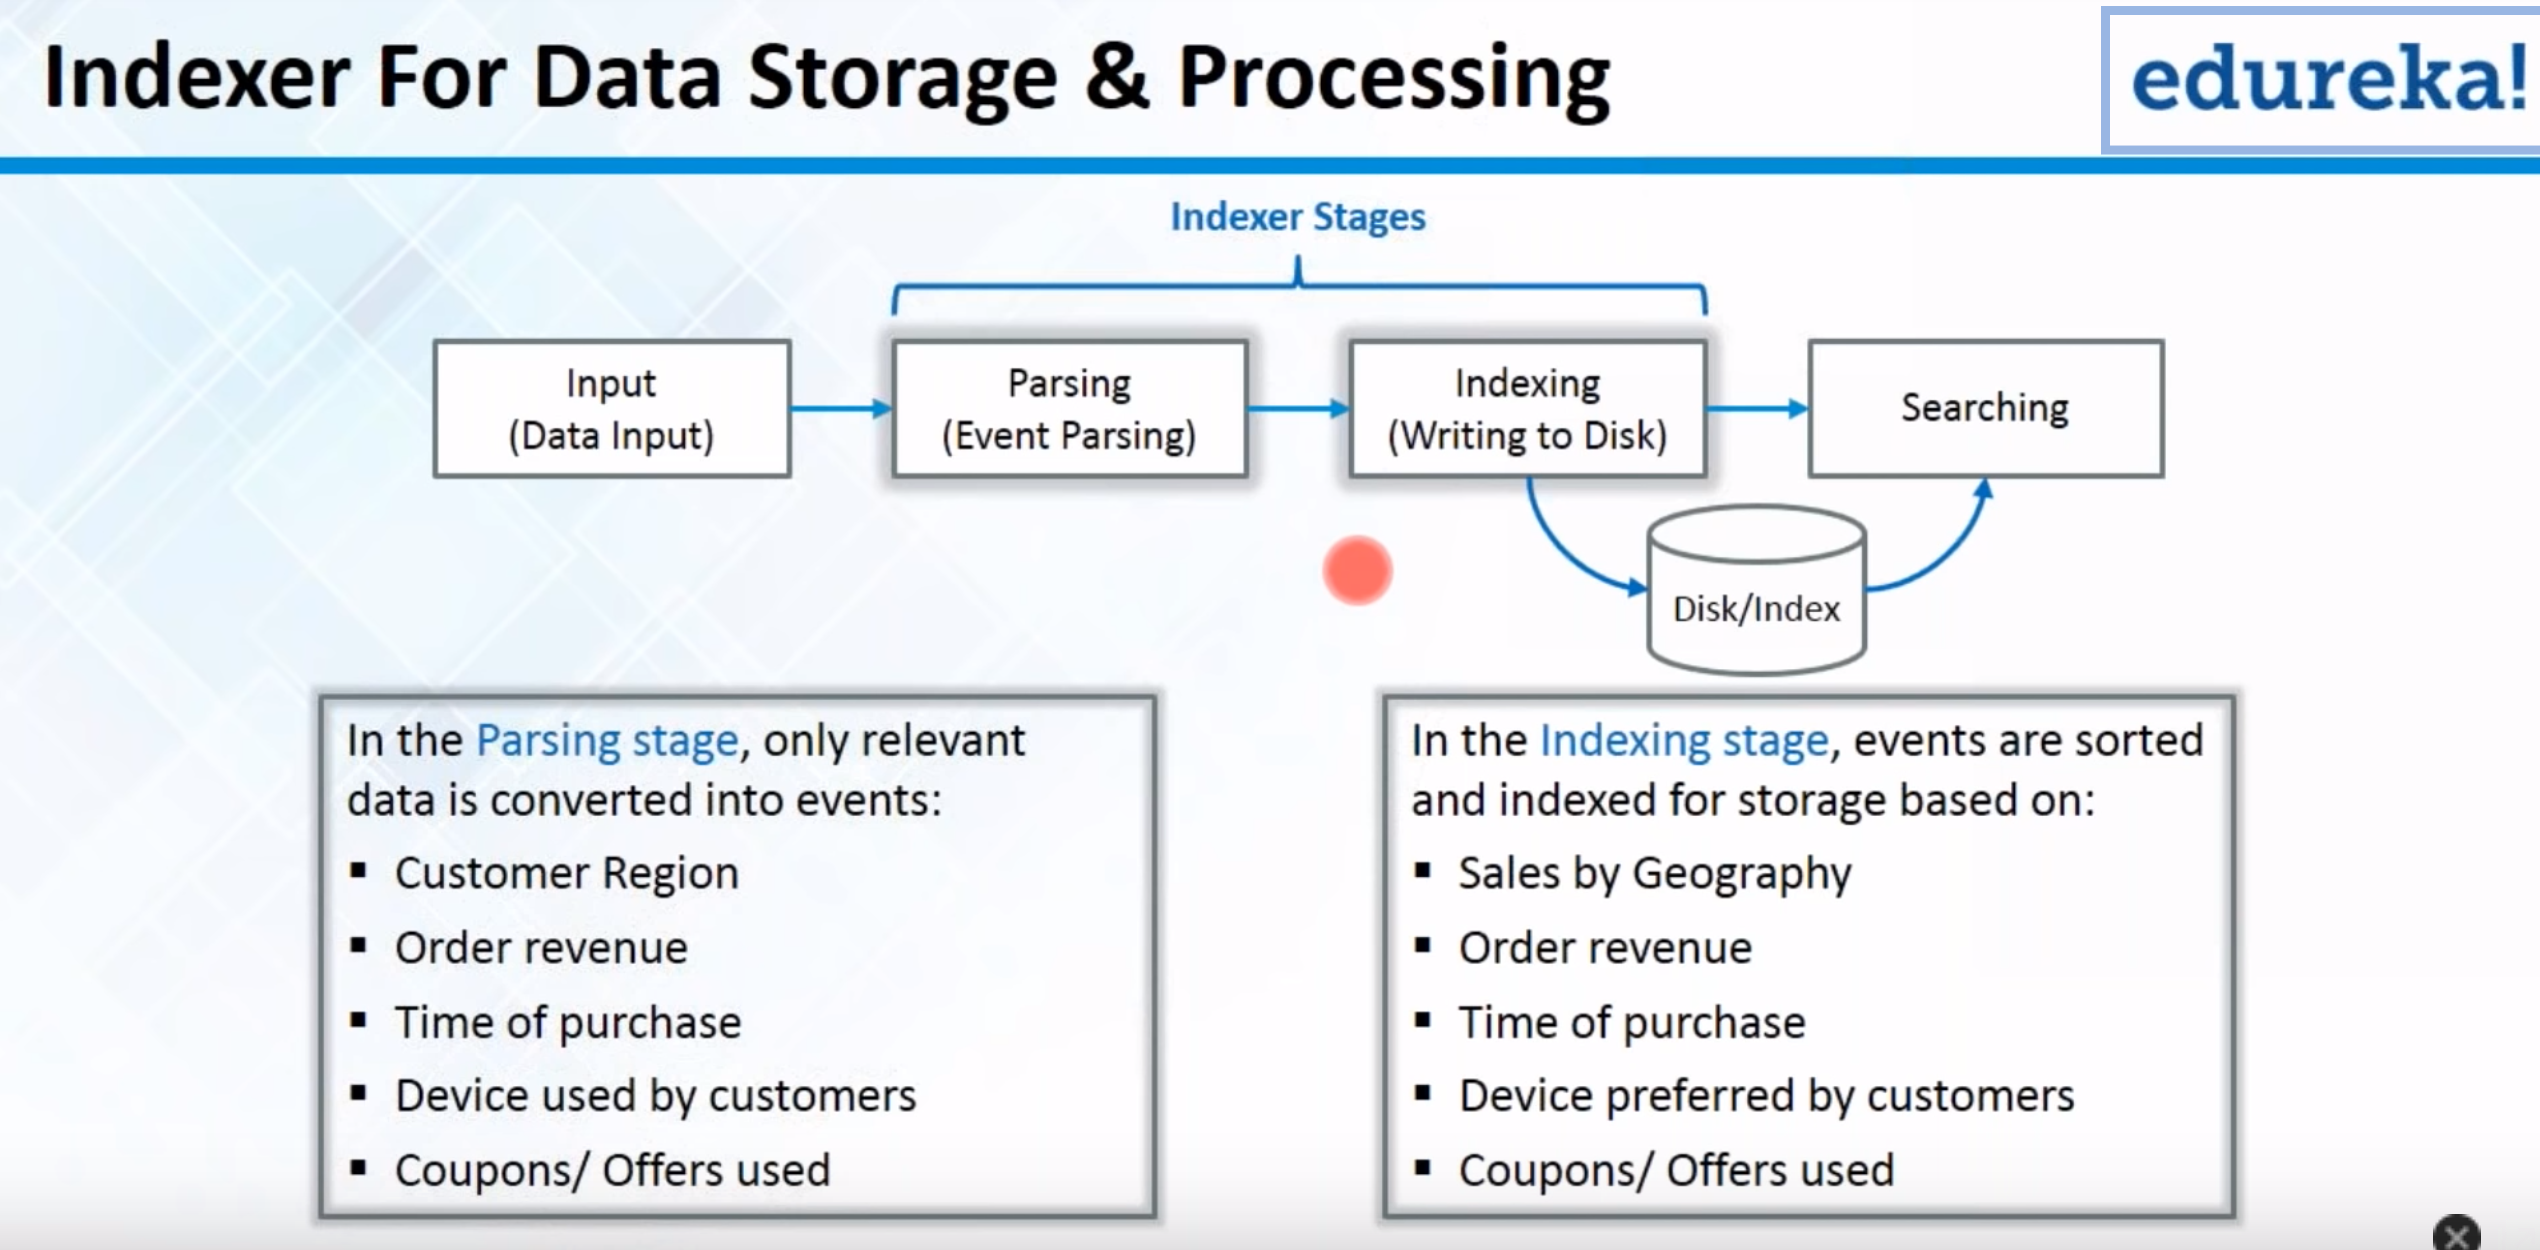 Indexer For Data Storage & Processing
edureka!
Indexer Stages
Input
(Data Input)
Parsing
(Event Parsing)
Indexing
(Writing to Disk)
Searching
Disk/Index
In the Parsing stage, only relevant
data is converted into events:
▪ Customer Region
▪ Order revenue
▪ Time of purchase
▪ Device used by customers
▪ Coupons/ Offers used
In the Indexing stage, events are sorted
and indexed for storage based on:
▪ Sales by Geography
▪ Order revenue
▪ Time of purchase
▪ Device preferred by customers
▪ Coupons/ Offers used